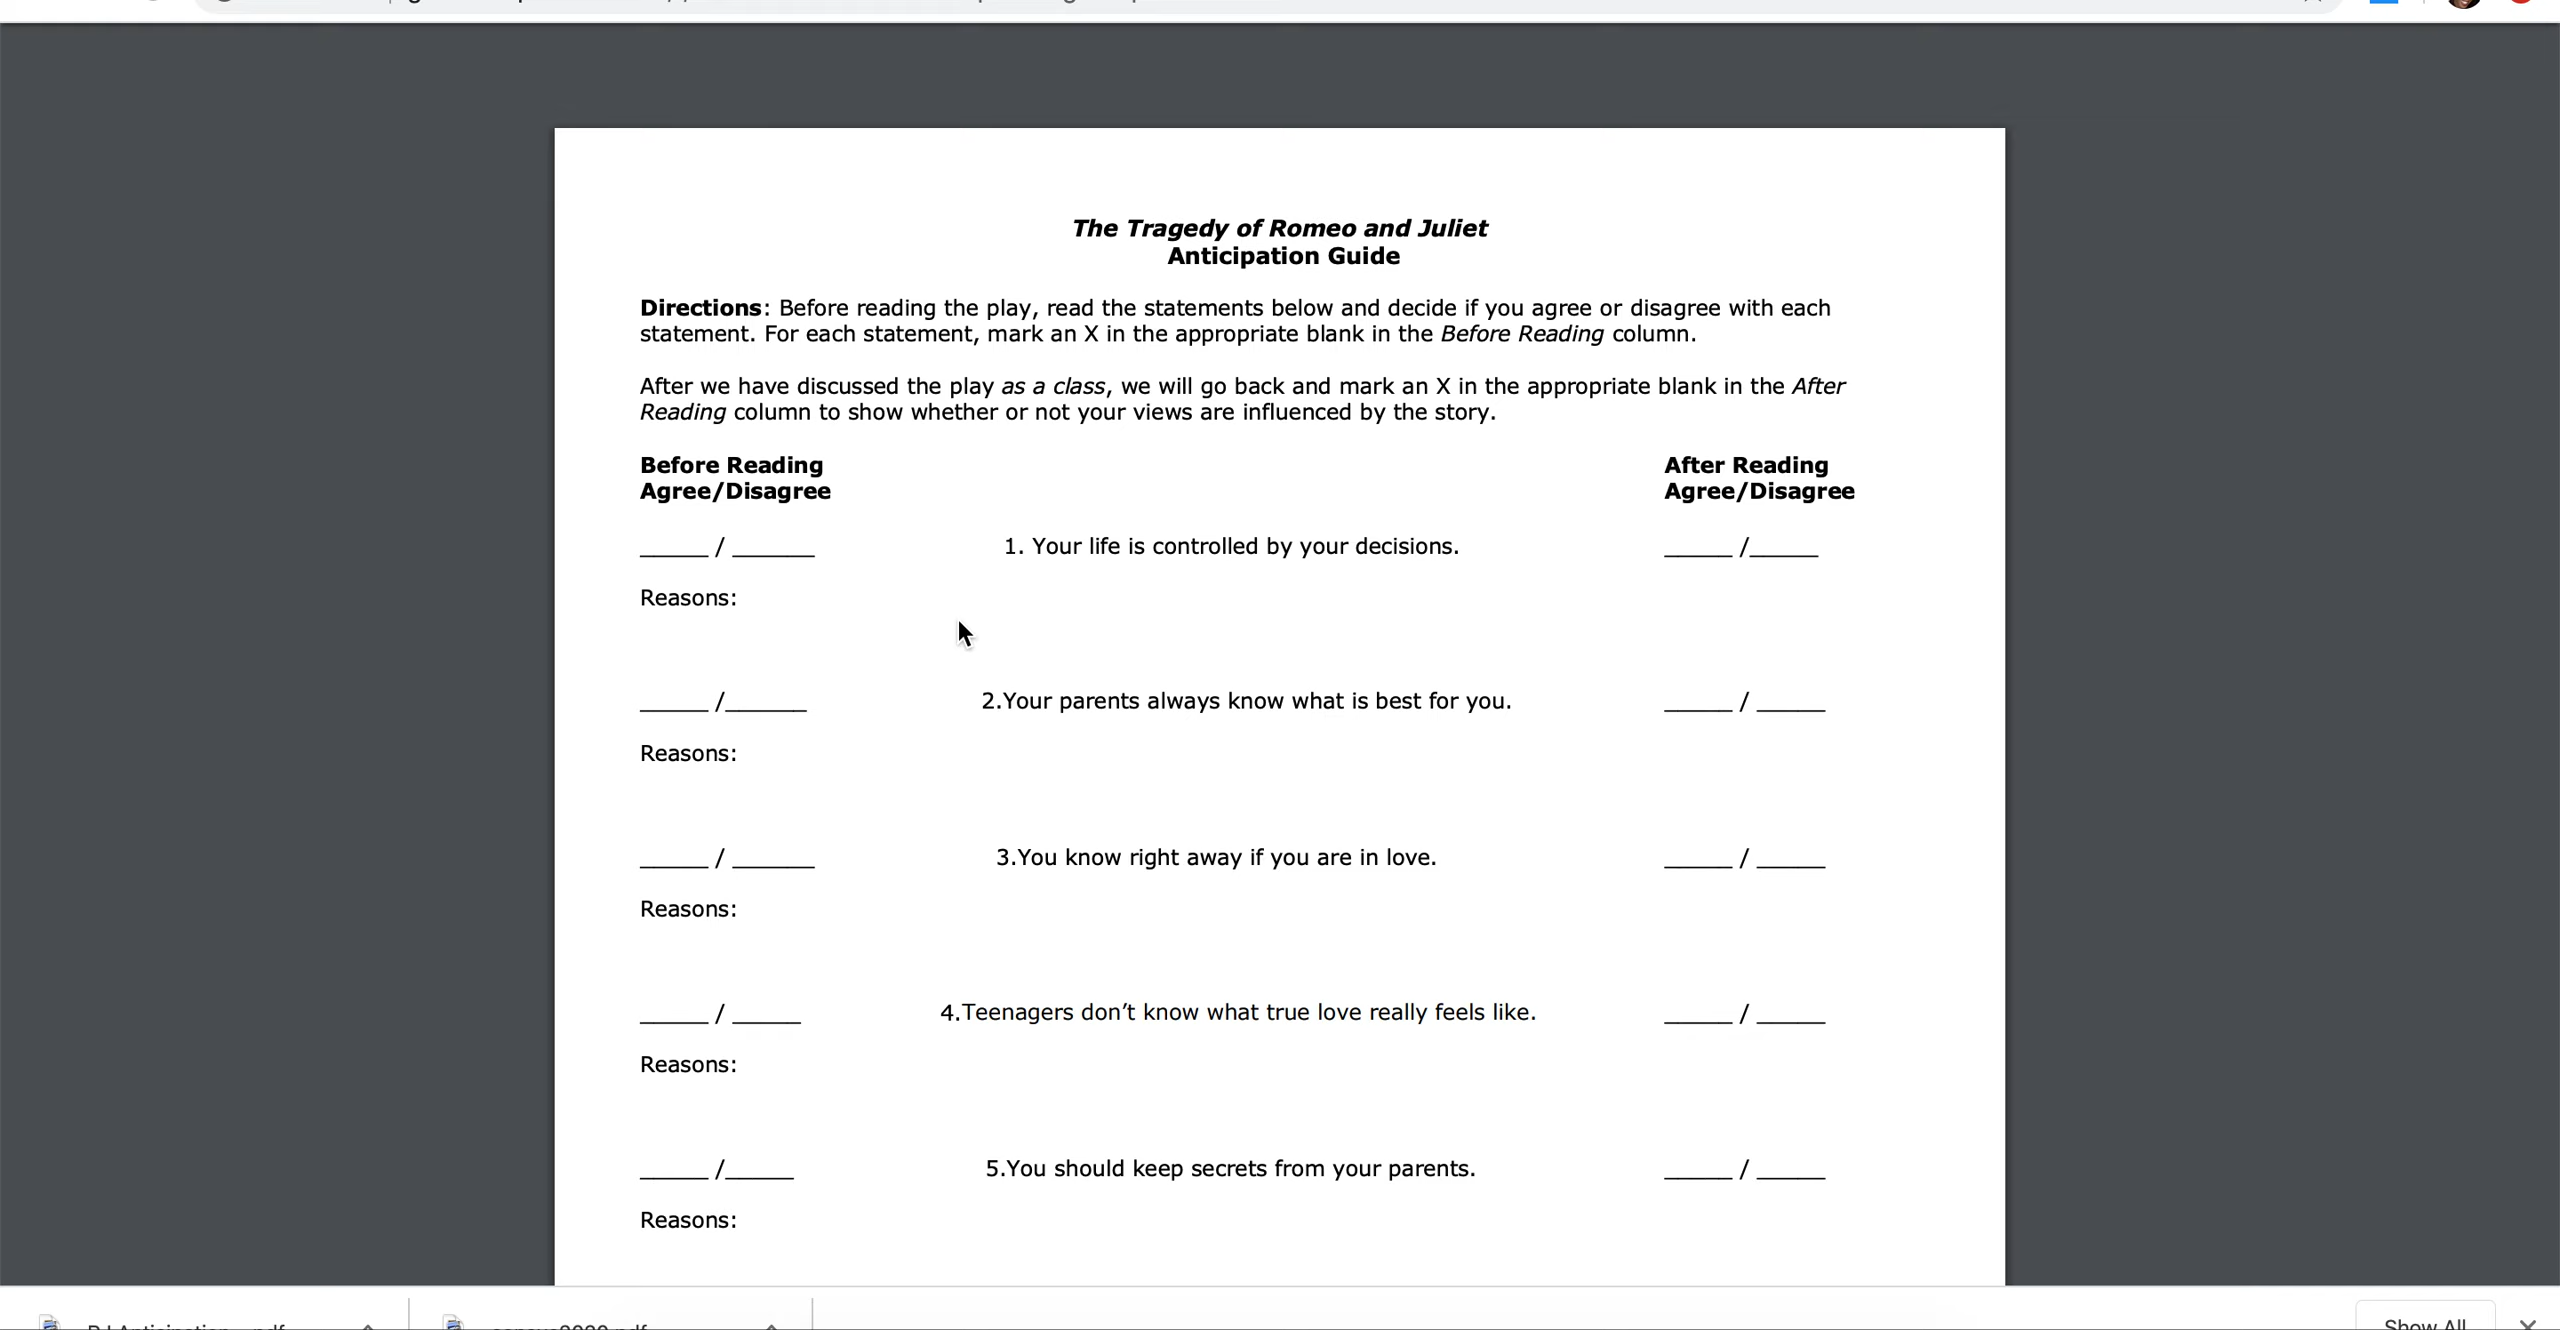 The Tragedy of Romeo and Juliet
Anticipation Guide
Directions: Before reading the play, read the statements below and decide if you agree or disagree with each
statement. For each statement, mark an X in the appropriate blank in the Before Reading column.
After we have discussed the play as a class, we will go back and mark an X in the appropriate blank in the After
Reading column to show whether or not your views are influenced by the story.
Before Reading After Reading
Agree/Disagree Agree/Disagree
_____ / ______ 1. Your life is controlled by your decisions. _____ /_____
Reasons:
_____ /______ 2.Your parents always know what is best for you. _____ / _____
Reasons:
_____ / ______ 3.You know right away if you are in love. _____ / _____
Reasons:
_____ / _____ 4.Teenagers don’t know what true love really feels like. _____ / _____
Reasons:
_____ /_____ 5.You should keep secrets from your parents. _____ / _____
Reasons:
Show All